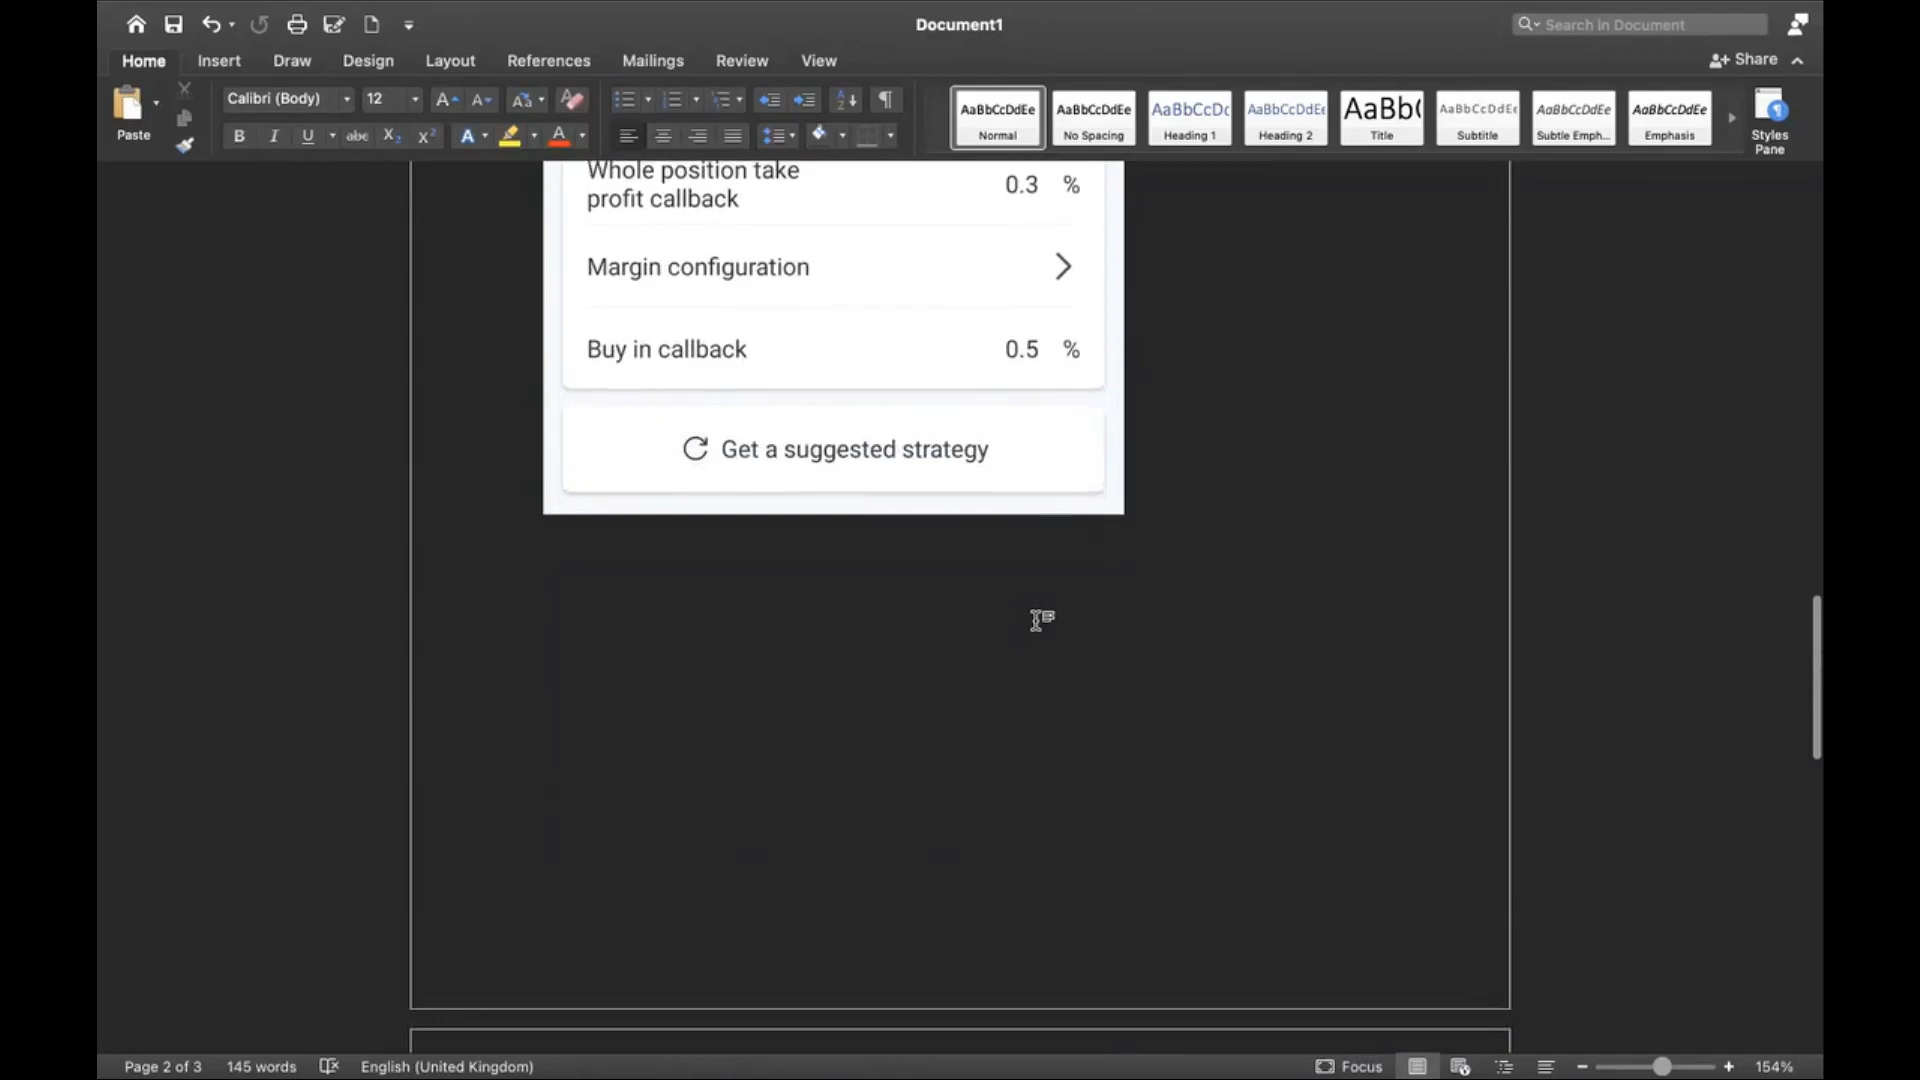 Document1
Search in Document
Home Insert Draw Design Layout References Mailings Review View
Share
Paste
Calibri (Body) 12
B I U abc X2 X2 A A
AaBbCcDdEe AaBbCcDdEe AaBbCcDc AaBbCcDdEe AaBb( AaBbCcDdEe AaBbCcDdEe AaBbCcDdEe
Normal No Spacing Heading 1 Heading 2 Title Subtitle Subtle Emph... Emphasis
Styles
Pane
Whole position take
profit callback 0.3 %
Margin configuration
Buy in callback 0.5 %
Get a suggested strategy
Page 2 of 3 145 words English (United Kingdom) Focus 154%